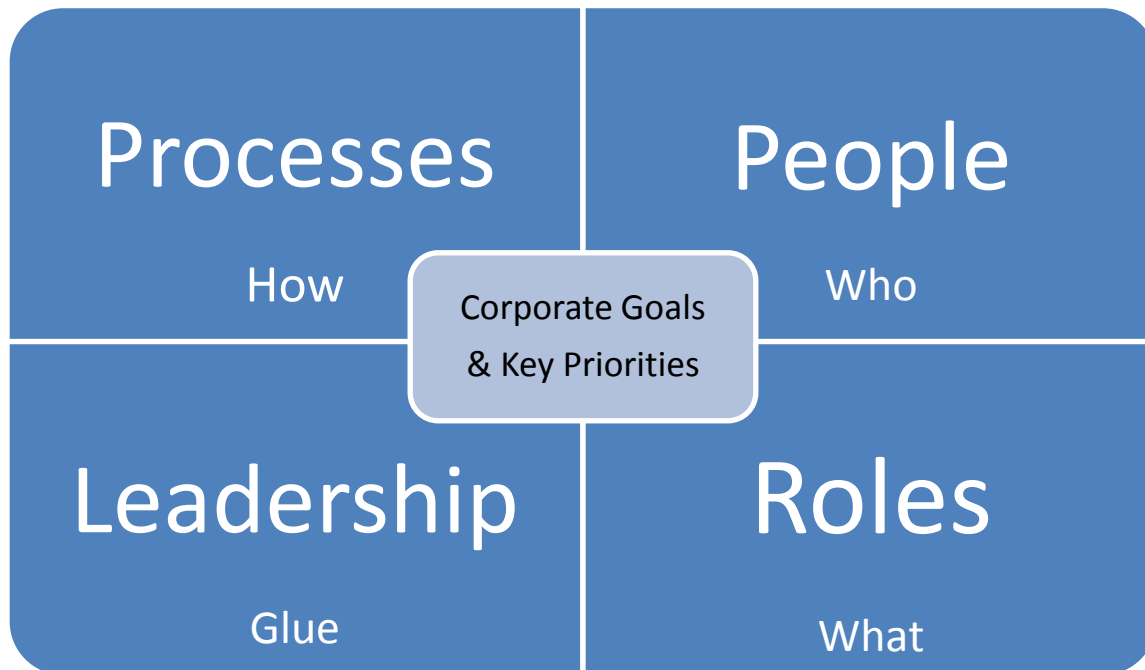 Processes
How
People
Who
Corporate Goals
& Key Priorities
Leadership
Glue
Roles
What